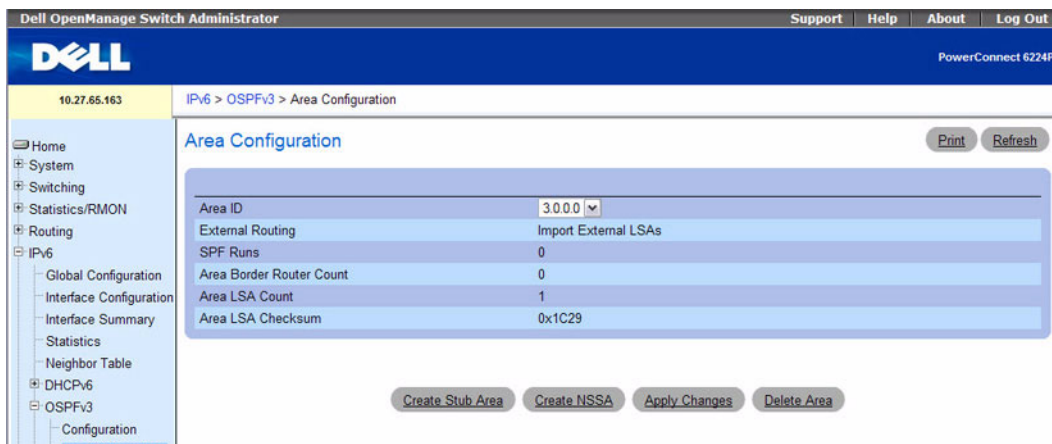 Dell OpenManage Switch Administrator
Support Help About Log Out
DELL
PowerConnect 6224P
10.27.65.163
IPv6 > OSPFv3 > Area Configuration
Home
System
Switching
Statistics/RMON
Routing
IPv6
Global Configuration
Interface Configuration
Interface Summary
Statistics
Neighbor Table
DHCPv6
OSPFv3
Configuration
Area Configuration
Print Refresh
Area ID 3.0.0.0
External Routing Import External LSAs
SPF Runs 0
Area Border Router Count 0
Area LSA Count 1
Area LSA Checksum 0x1C29
Create Stub Area Create NSSA Apply Changes Delete Area